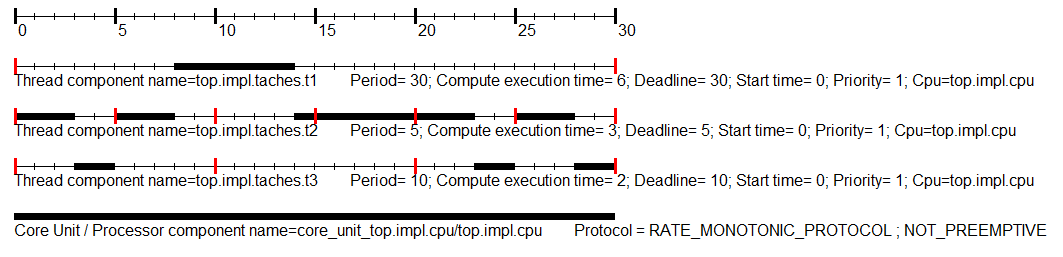 0 5 10 15 20 25 30
Thread component name=top.impl.taches.t1 Period= 30; Compute execution time= 6; Deadline= 30; Start time= 0; Priority= 1; Cpu=top.impl.cpu
Thread component name=top.impl.taches.t2 Period= 5; Compute execution time= 3; Deadline= 5; Start time= 0; Priority= 1; Cpu=top.impl.cpu
Thread component name=top.impl.taches.t3 Period= 10; Compute execution time= 2; Deadline= 10; Start time= 0; Priority= 1; Cpu=top.impl.cpu
Core Unit / Processor component name=core_unit_top.impl.cpu/top.impl.cpu Protocol = RATE_MONOTONIC_PROTOCOL ; NOT_PREEMPTIVE